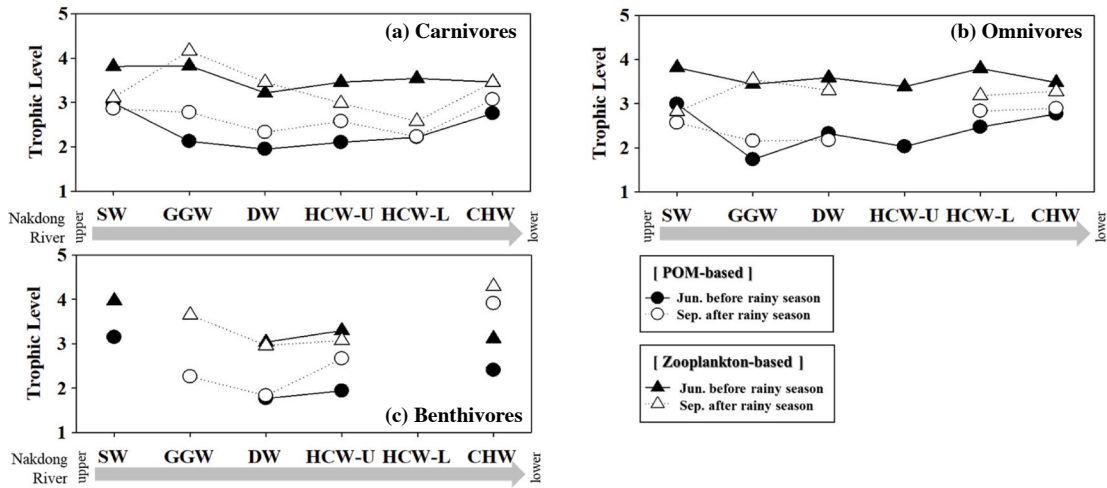 (a) Carnivores
Trophic Level
5
4
3
2
1
SW GGW DW HCW-U HCW-L CHW
Nakdong River
upper
lower
(b) Omnivores
Trophic Level
5
4
3
2
1
SW GGW DW HCW-U HCW-L CHW
upper
lower
(c) Benthivores
Trophic Level
5
4
3
2
1
SW GGW DW HCW-U HCW-L CHW
Nakdong River
upper
lower
[ POM-based ]
Jun. before rainy season
Sep. after rainy season
[ Zooplankton-based ]
Jun. before rainy season
Sep. after rainy season